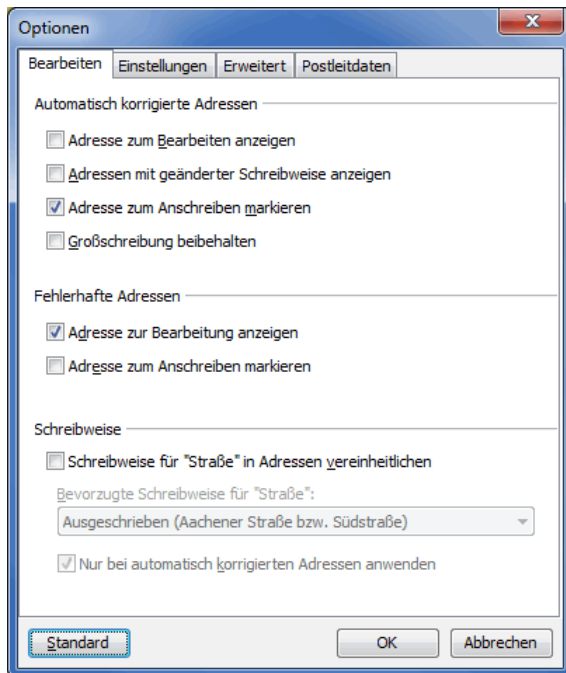 Optionen
Bearbeiten Einstellungen Erweitert Postleitdaten
Automatisch korrigierte Adressen
Adresse zum Bearbeiten anzeigen
Adressen mit geänderter Schreibweise anzeigen
Adresse zum Anschreiben markieren
Großschreibung beibehalten
Fehlerhafte Adressen
Adresse zur Bearbeitung anzeigen
Adresse zum Anschreiben markieren
Schreibweise
Schreibweise für "Straße" in Adressen vereinheitlichen
Bevorzugte Schreibweise für "Straße":
Ausgeschrieben (Aachener Straße bzw. Südstraße)
Nur bei automatisch korrigierten Adressen anwenden
Standard OK Abbrechen